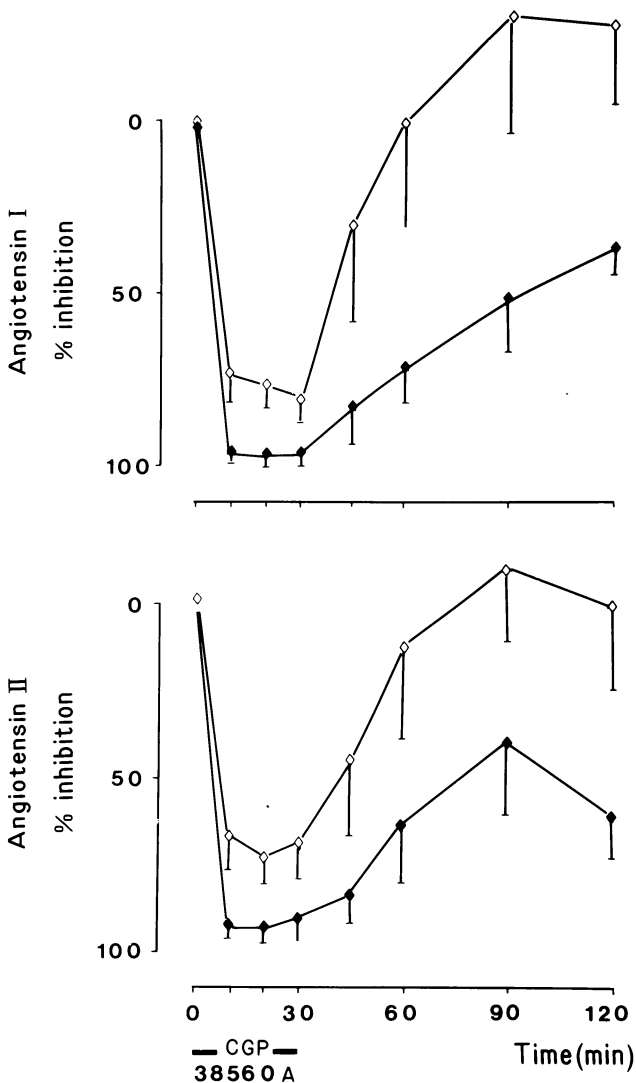 Angiotensin I
% inhibition
0
50
100
Angiotensin II
% inhibition
0
50
100
0 30 60 90 120
CGP
38560 A
Time (min)